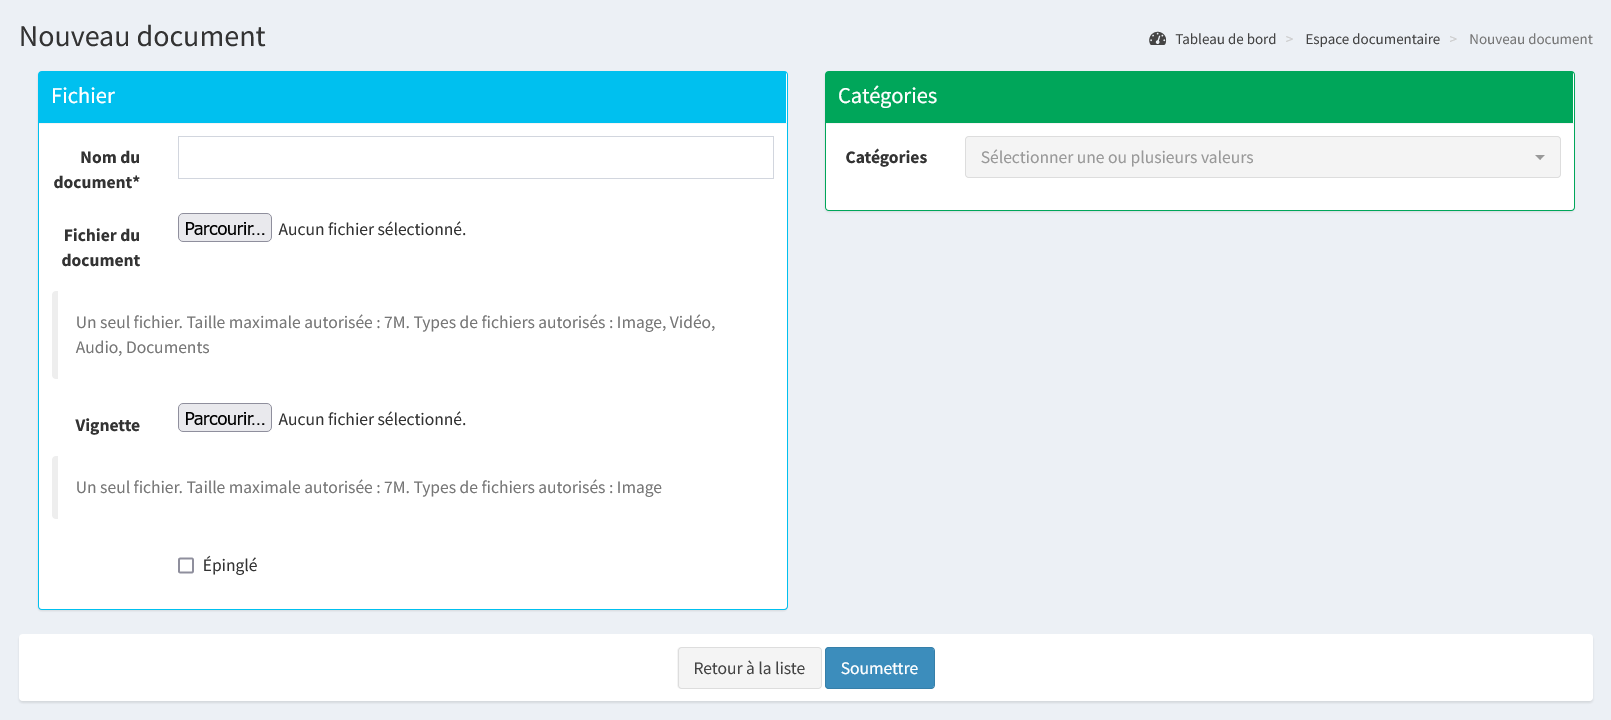 Nouveau document
Tableau de bord > Espace documentaire > Nouveau document
Fichier
Nom du
document*
Fichier du
document
Parcourir... Aucun fichier sélectionné.
Un seul fichier. Taille maximale autorisée : 7M. Types de fichiers autorisés : Image, Vidéo,
Audio, Documents
Vignette
Parcourir... Aucun fichier sélectionné.
Un seul fichier. Taille maximale autorisée : 7M. Types de fichiers autorisés : Image
Épinglé
Catégories
Catégories
Sélectionner une ou plusieurs valeurs
Retour à la liste
Soumettre